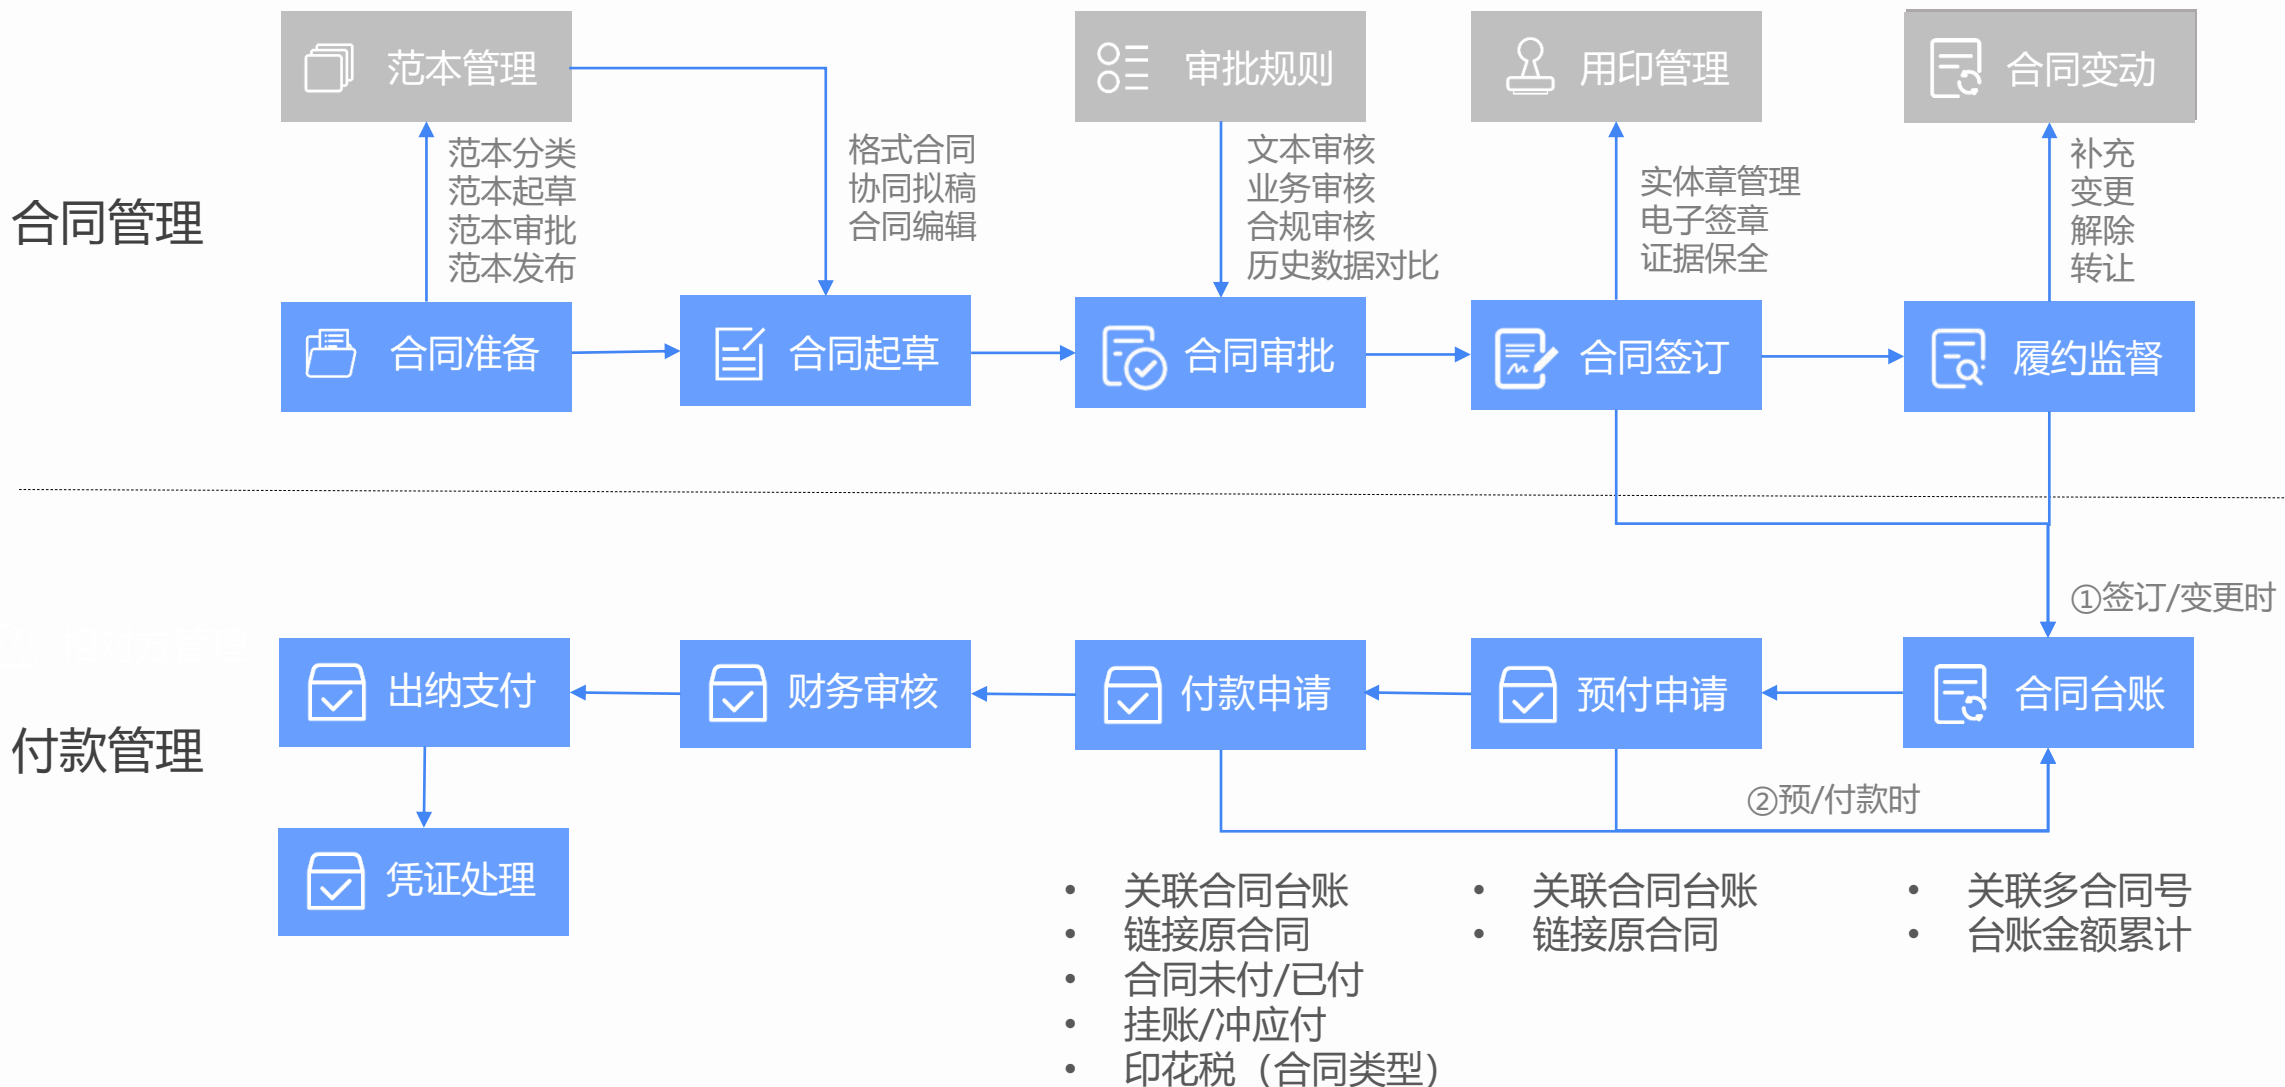 范本管理
审批规则
用印管理
合同变动
范本分类
范本起草
范本审批
范本发布
格式合同
协同拟稿
合同编辑
文本审核
业务审核
合规审核
历史数据对比
实体章管理
电子签章
证据保全
补充
变更
解除
转让
合同管理
合同准备
合同起草
合同审批
合同签订
履约监督
①签订/变更时
相对方管理
付款管理
出纳支付
财务审核
付款申请
预付申请
合同台账
②预/付款时
凭证处理
• 关联合同台账
• 链接原合同
• 合同未付/已付
• 挂账/冲应付
• 印花税（合同类型）
• 关联合同台账
• 链接原合同
• 关联多合同号
• 台账金额累计